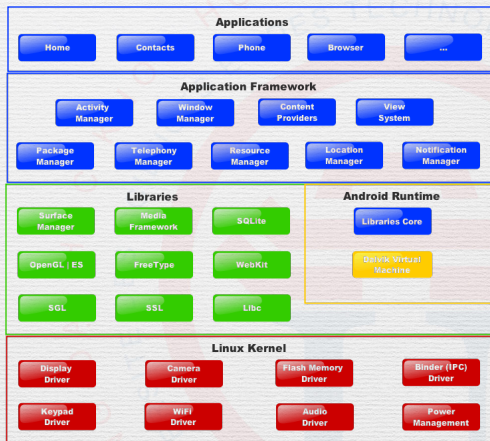 Applications
Home
Contacts
Phone
Browser
...
Application Framework
Activity
Manager
Window
Manager
Content
Providers
View
System
Package
Manager
Telephony
Manager
Resource
Manager
Location
Manager
Notification
Manager
Libraries
Android Runtime
Surface
Manager
Media
Framework
SQLite
Libraries Core
OpenGL | ES
FreeType
WebKit
Dalvik Virtual
Machine
SGL
SSL
Libc
Linux Kernel
Display
Driver
Camera
Driver
Flash Memory
Driver
Binder (IPC)
Driver
Keypad
Driver
WiFi
Driver
Audio
Driver
Power
Management